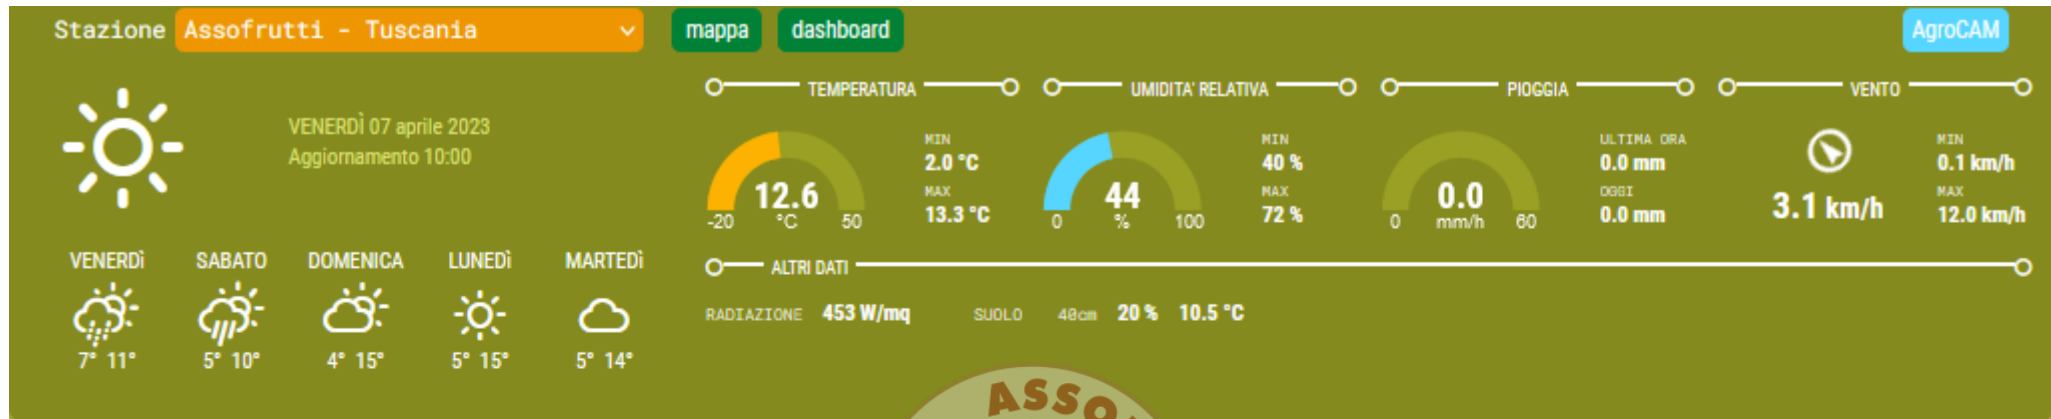 Stazione Assofrutti - Tuscania mappa dashboard AgroCAM
VENERDÌ 07 aprile 2023
Aggiornamento 10:00
TEMPERATURA
12.6
°C
-20 50
MIN
2.0 °C
MAX
13.3 °C
UMIDITA' RELATIVA
44
%
0 100
MIN
40 %
MAX
72 %
PIOGGIA
0.0
mm/h
0 60
ULTIMA ORA
0.0 mm
OGGI
0.0 mm
VENTO
3.1 km/h
MIN
0.1 km/h
MAX
12.0 km/h
VENERDÌ SABATO DOMENICA LUNEDÌ MARTEDÌ
7° 11° 5° 10° 4° 15° 5° 15° 5° 14°
ALTRI DATI
RADIAZIONE 453 W/mq SUOLO 40cm 20 % 10.5 °C